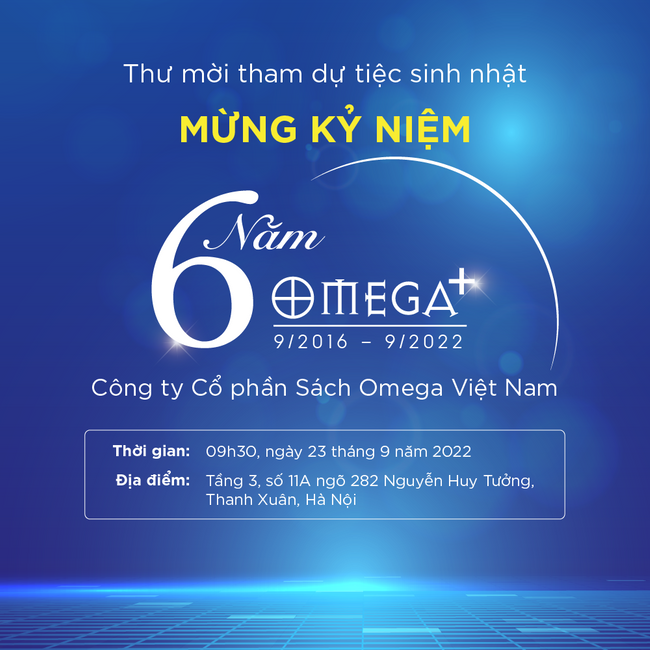 Thư mời tham dự tiệc sinh nhật
MỪNG KỶ NIỆM
6 Năm
OMEGA+
9/2016 – 9/2022
Công ty Cổ phần Sách Omega Việt Nam
Thời gian: 09h30, ngày 23 tháng 9 năm 2022
Địa điểm: Tầng 3, số 11A ngõ 282 Nguyễn Huy Tưởng,
Thanh Xuân, Hà Nội